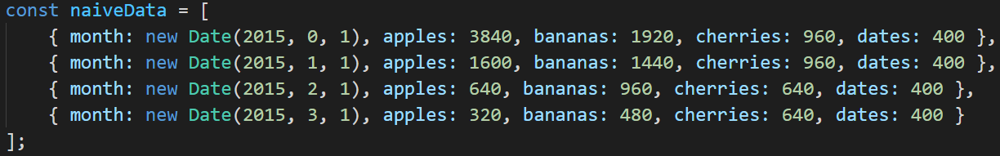 const naiveData = [
    { month: new Date(2015, 0, 1), apples: 3840, bananas: 1920, cherries: 960, dates: 400 },
    { month: new Date(2015, 1, 1), apples: 1600, bananas: 1440, cherries: 960, dates: 400 },
    { month: new Date(2015, 2, 1), apples: 640, bananas: 960, cherries: 640, dates: 400 },
    { month: new Date(2015, 3, 1), apples: 320, bananas: 480, cherries: 640, dates: 400 }
];